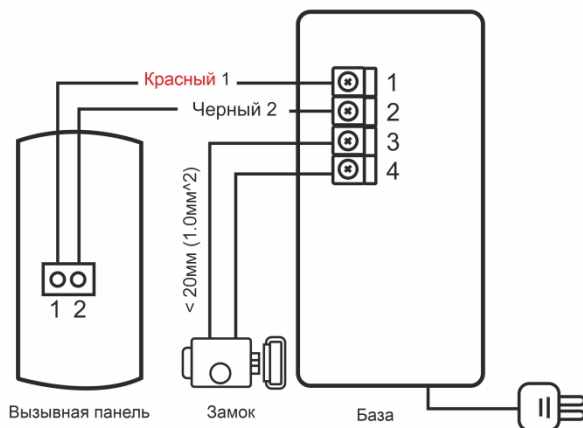 Красный 1
Черный 2
1
2
3
4
< 20мм (1.0мм^2)
1 2
Вызывная панель
Замок
База